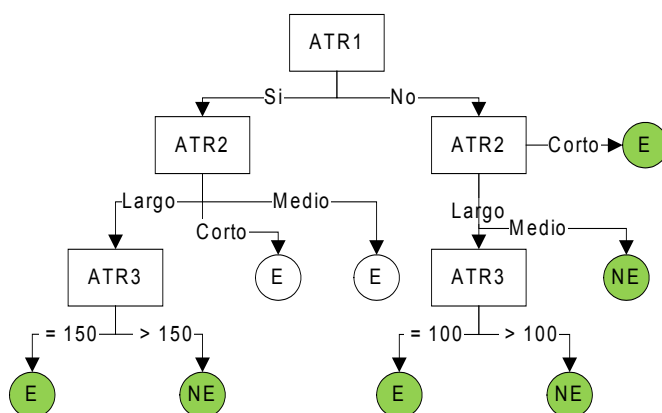 ATR1
Si No
ATR2 ATR2 Corto E
Largo Medio Largo
Corto Medio
ATR3 E E ATR3 NE
= 150 > 150 = 100 > 100
E NE E NE